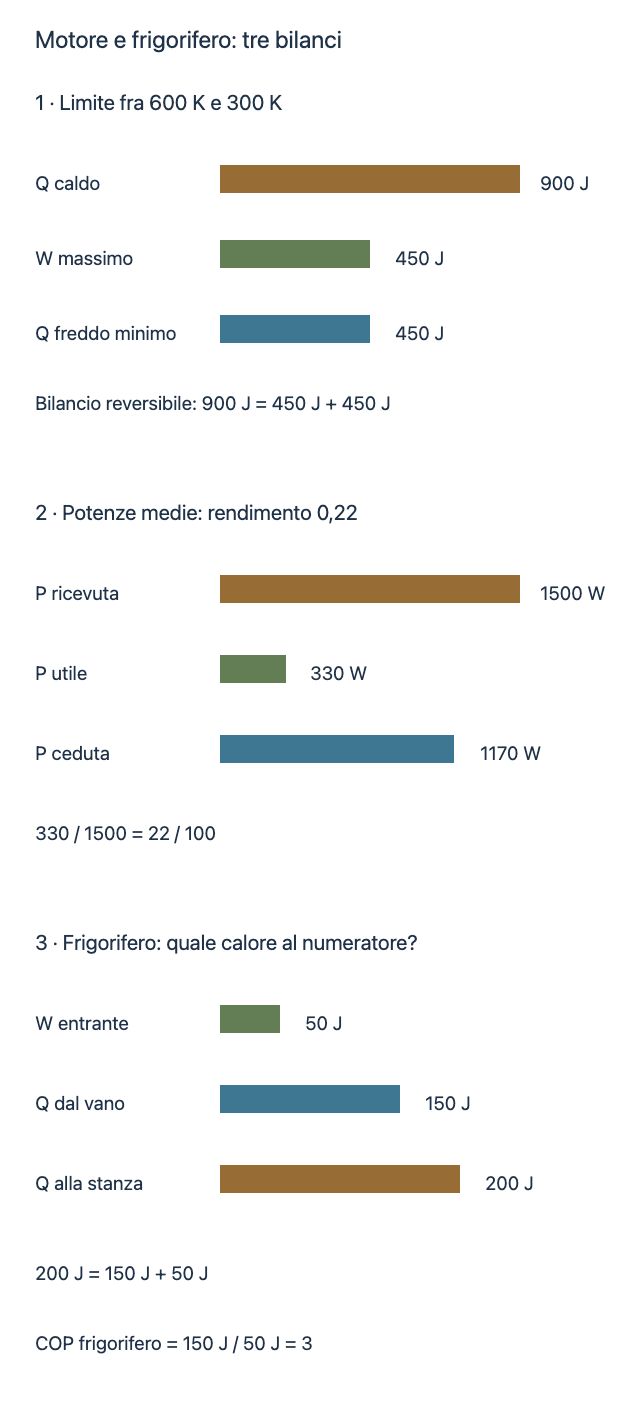 Motore e frigorifero: tre bilanci
1 · Limite fra 600 K e 300 K
Q caldo 900 J
W massimo 450 J
Q freddo minimo 450 J
Bilancio reversibile: 900 J = 450 J + 450 J
2 · Potenze medie: rendimento 0,22
P ricevuta 1500 W
P utile 330 W
P ceduta 1170 W
330 / 1500 = 22 / 100
3 · Frigorifero: quale calore al numeratore?
W entrante 50 J
Q dal vano 150 J
Q alla stanza 200 J
200 J = 150 J + 50 J
COP frigorifero = 150 J / 50 J = 3